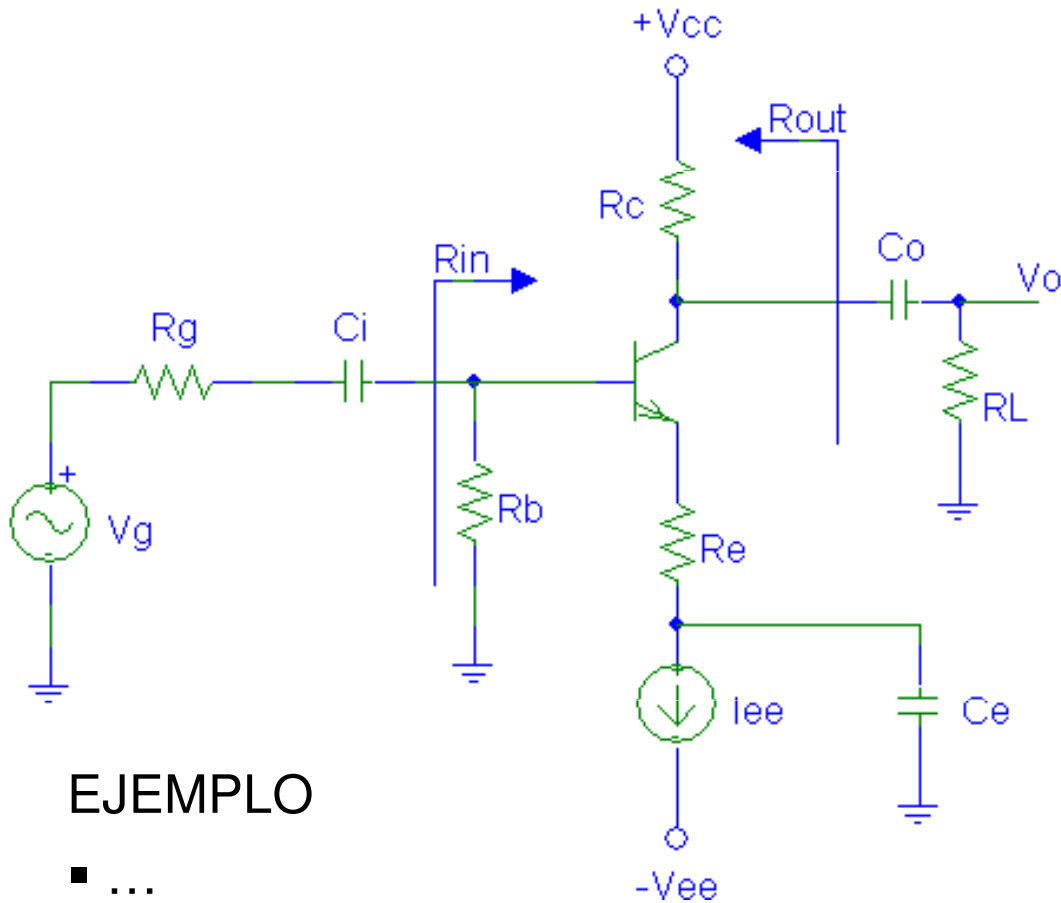 +Vcc
Rout
Rc
Co
Vo
Rin
Rg
Ci
RL
+
Vg
Rb
Re
Iee
Ce
EJEMPLO
▪ ...
-Vee